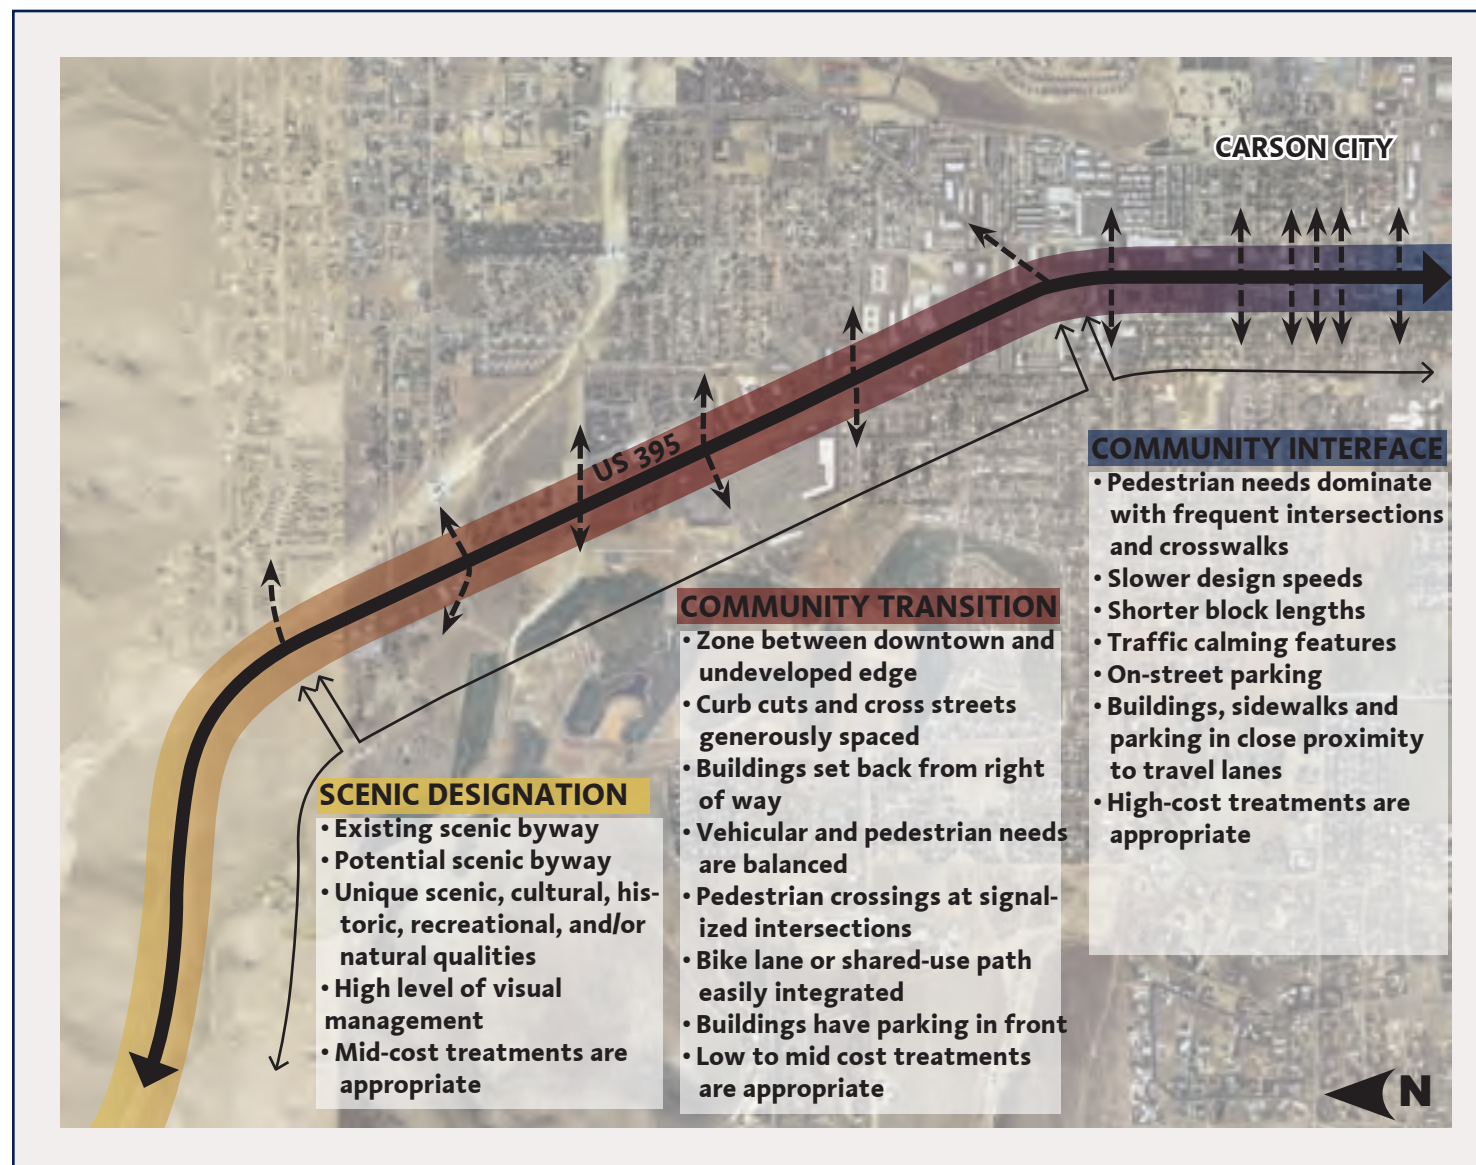 CARSON CITY
US 395
COMMUNITY INTERFACE
• Pedestrian needs dominate
with frequent intersections
and crosswalks
• Slower design speeds
• Shorter block lengths
• Traffic calming features
• On-street parking
• Buildings, sidewalks and
parking in close proximity
to travel lanes
• High-cost treatments are
appropriate
COMMUNITY TRANSITION
• Zone between downtown and
undeveloped edge
• Curb cuts and cross streets
generously spaced
• Buildings set back from right
of way
• Vehicular and pedestrian needs
are balanced
• Pedestrian crossings at signal-
ized intersections
• Bike lane or shared-use path
easily integrated
• Buildings have parking in front
• Low to mid cost treatments
are appropriate
SCENIC DESIGNATION
• Existing scenic byway
• Potential scenic byway
• Unique scenic, cultural, his-
toric, recreational, and/or
natural qualities
• High level of visual
management
• Mid-cost treatments are
appropriate
N